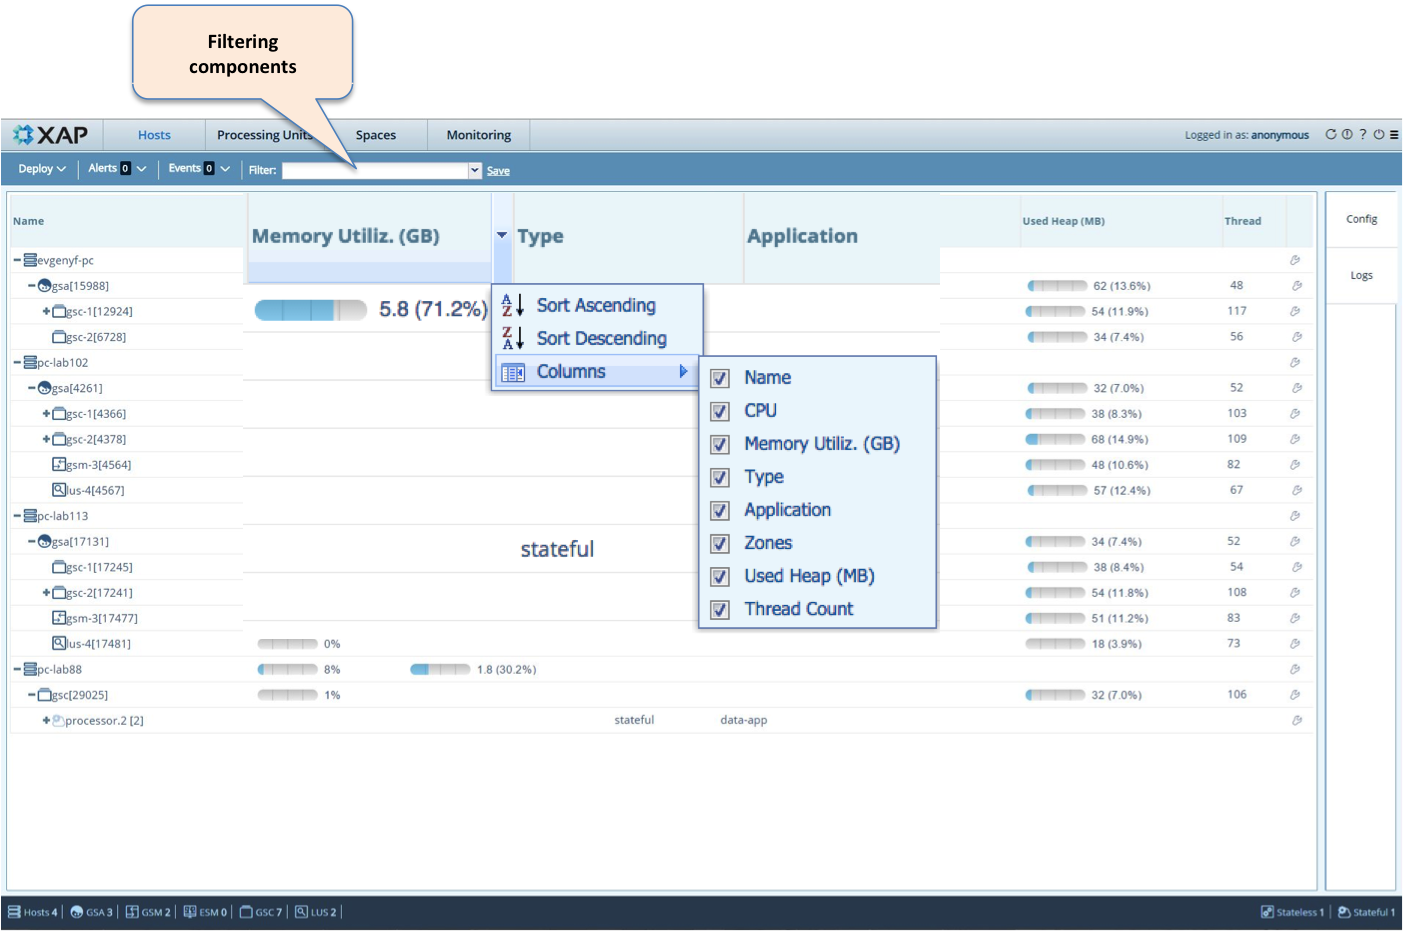 Filtering
components
XAP Hosts Processing Units Spaces Monitoring Logged in as: anonymous
Deploy Alerts 0 Events 0 Filter: Save
Name Memory Utiliz. (GB) Type Application Used Heap (MB) Thread Config
evgenyf-pc
Logs
gsa[15988] 62 (13.6%) 48
gsc-1[12924] 5.8 (71.2%) Sort Ascending 54 (11.9%) 117
gsc-2[6728] Sort Descending 34 (7.4%) 56
pc-lab102 Columns
Name
gsa[4261] 32 (7.0%) 52
gsc-1[4366] CPU 38 (8.3%) 103
gsc-2[4378] Memory Utiliz. (GB) 68 (14.9%) 109
gsm-3[4564] Type 48 (10.6%) 82
lus-4[4567] 57 (12.4%) 67
pc-lab113 Application
gsa[17131] stateful Zones 34 (7.4%) 52
gsc-1[17245] Used Heap (MB) 38 (8.4%) 54
gsc-2[17241] 54 (11.8%) 108
gsm-3[17477] Thread Count 51 (11.2%) 83
lus-4[17481] 0% 18 (3.9%) 73
pc-lab88 8% 1.8 (30.2%)
gsc[29025] 1% 32 (7.0%) 106
processor.2 [2] stateful data-app
Hosts 4 GSA 3 GSM 2 ESM 0 GSC 7 LUS 2 Stateless 1 Stateful 1